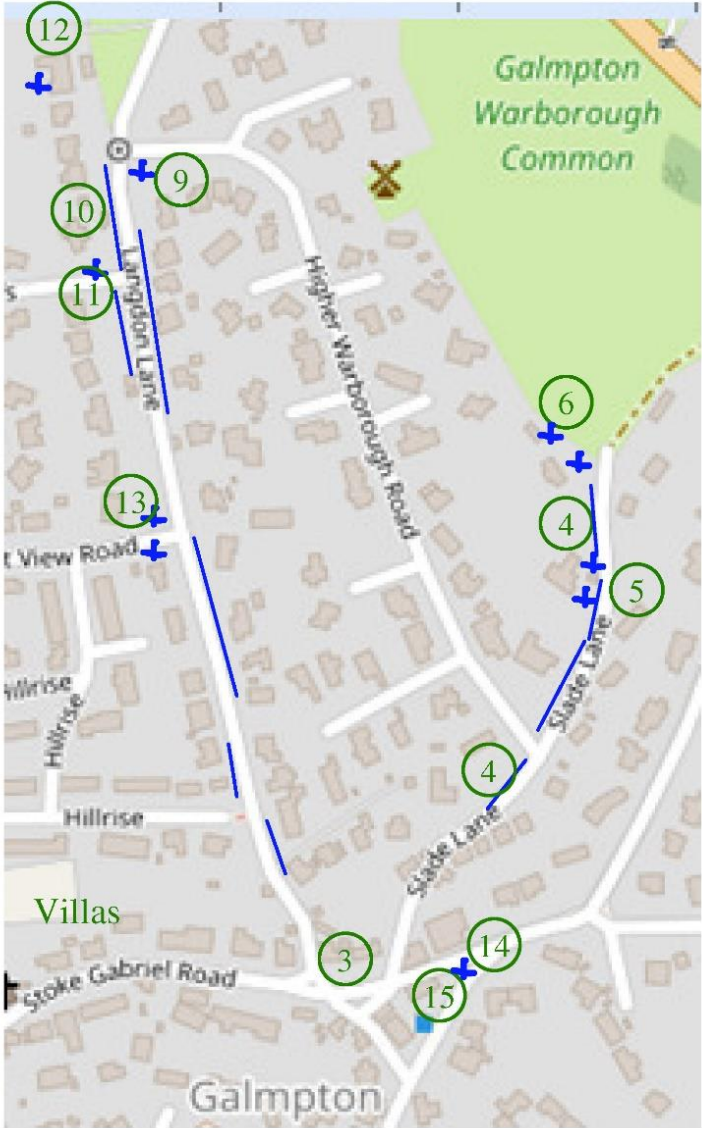 12
Galmpton
Warborough
Common
9
10
11
s
Langdon Lane
Higher Warborough Road
6
13
4
t View Road
5
Slade Lane
Hillrise
Hillrise
4
Hillrise
Slade Lane
Villas
3
14
Stoke Gabriel Road
15
Galmpton